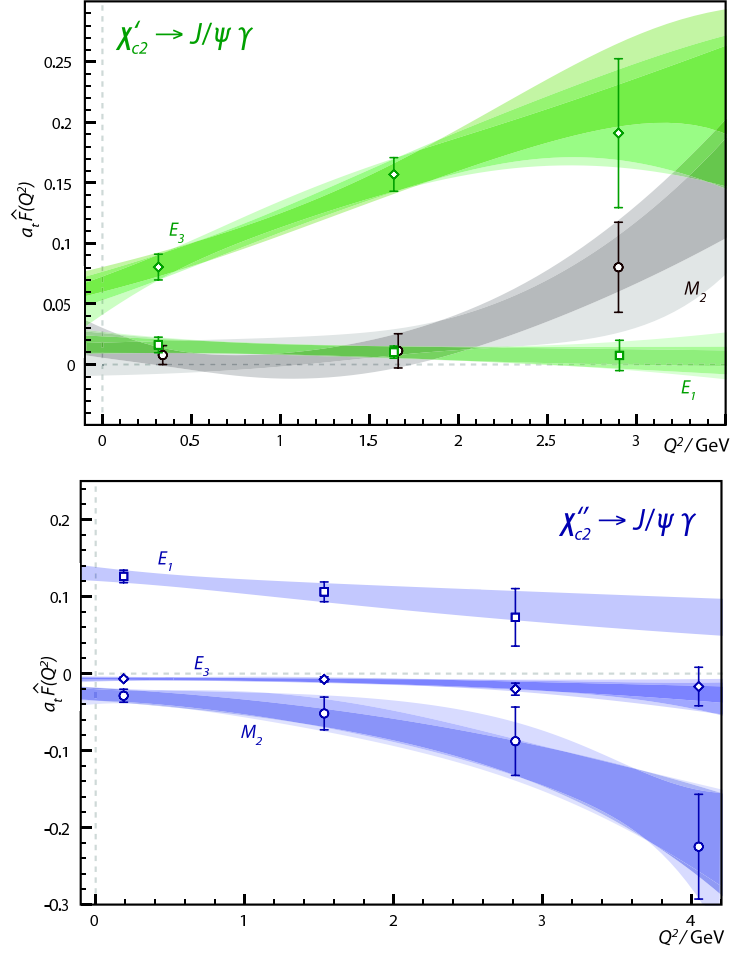 χ′c2 → J/ψ γ
0.25
0.2
0.15
0.1
0.05
0
a_t F̂(Q²)
E₃
M₂
E₁
0 0.5 1 1.5 2 2.5 3
Q²/GeV
χ″c2 → J/ψ γ
0.2
0.1
0
-0.1
-0.2
-0.3
a_t F̂(Q²)
E₁
E₃
M₂
0 1 2 3 4
Q²/GeV